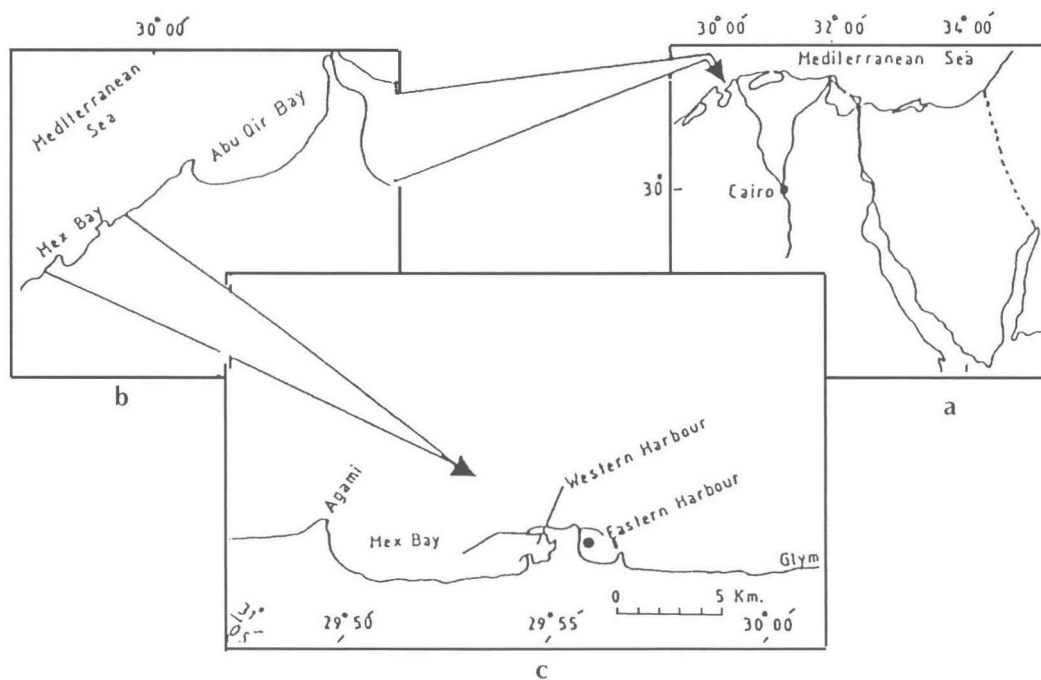 30°00'
Mediterranean
Sea
Abu Qir Bay
Mex Bay
b
30°00' 32°00' 34°00'
Mediterranean Sea
30°
Cairo
a
Agami
Mex Bay
Western Harbour
Eastern Harbour
Glym
0 5 Km.
31°
29°50' 29°55' 30°00'
c